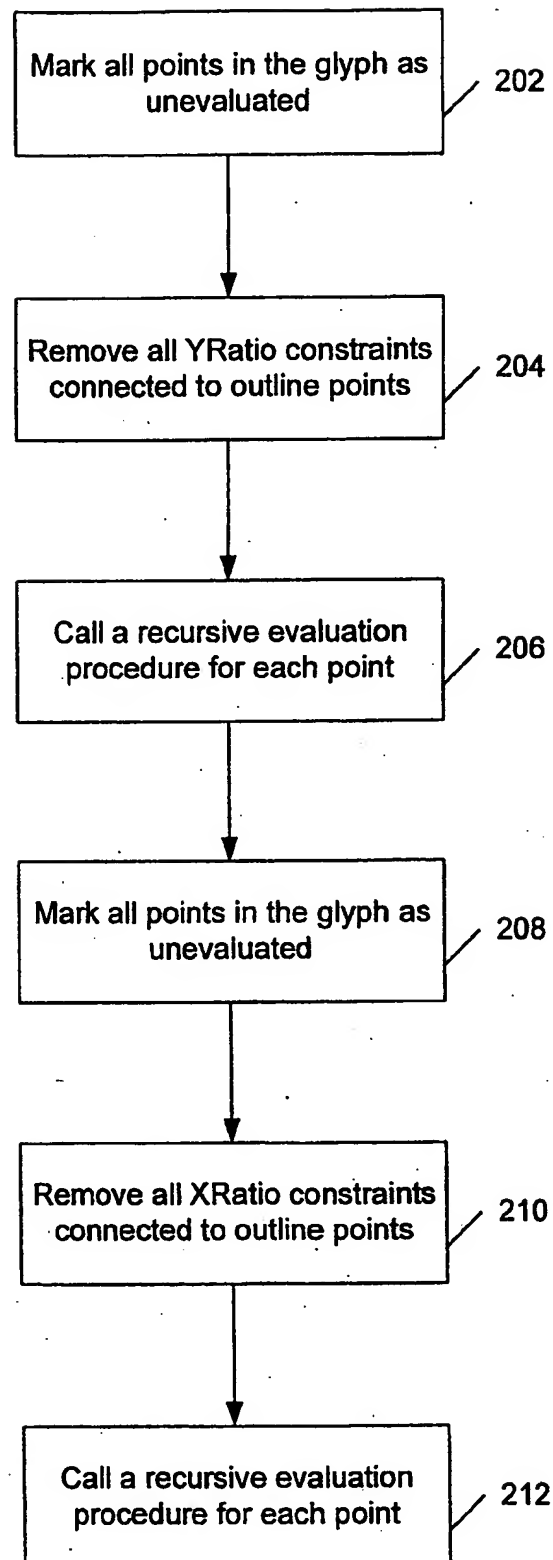 Mark all points in the glyph as
unevaluated
202
Remove all YRatio constraints
connected to outline points
204
Call a recursive evaluation
procedure for each point
206
Mark all points in the glyph as
unevaluated
208
Remove all XRatio constraints
connected to outline points
210
Call a recursive evaluation
procedure for each point
212